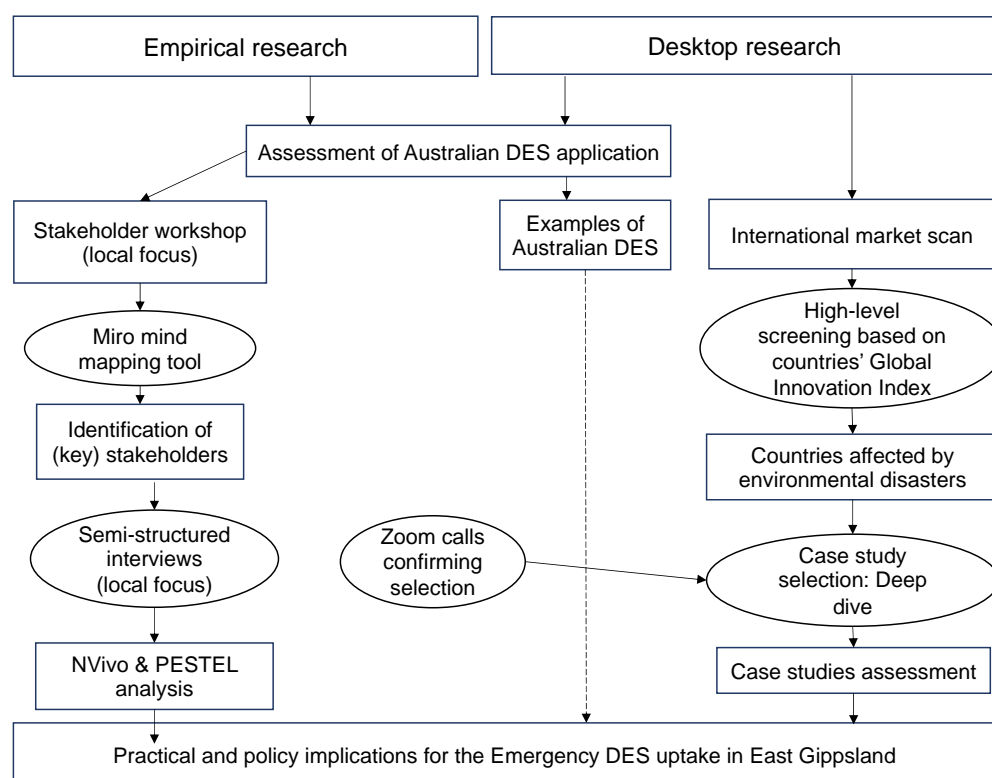 Empirical research
Desktop research
Assessment of Australian DES application
Stakeholder workshop
(local focus)
Examples of
Australian DES
International market scan
Miro mind
mapping tool
High-level
screening based on
countries’ Global
Innovation Index
Identification of
(key) stakeholders
Countries affected by
environmental disasters
Semi-structured
interviews
(local focus)
Zoom calls
confirming
selection
Case study
selection: Deep
dive
NVivo & PESTEL
analysis
Case studies assessment
Practical and policy implications for the Emergency DES uptake in East Gippsland